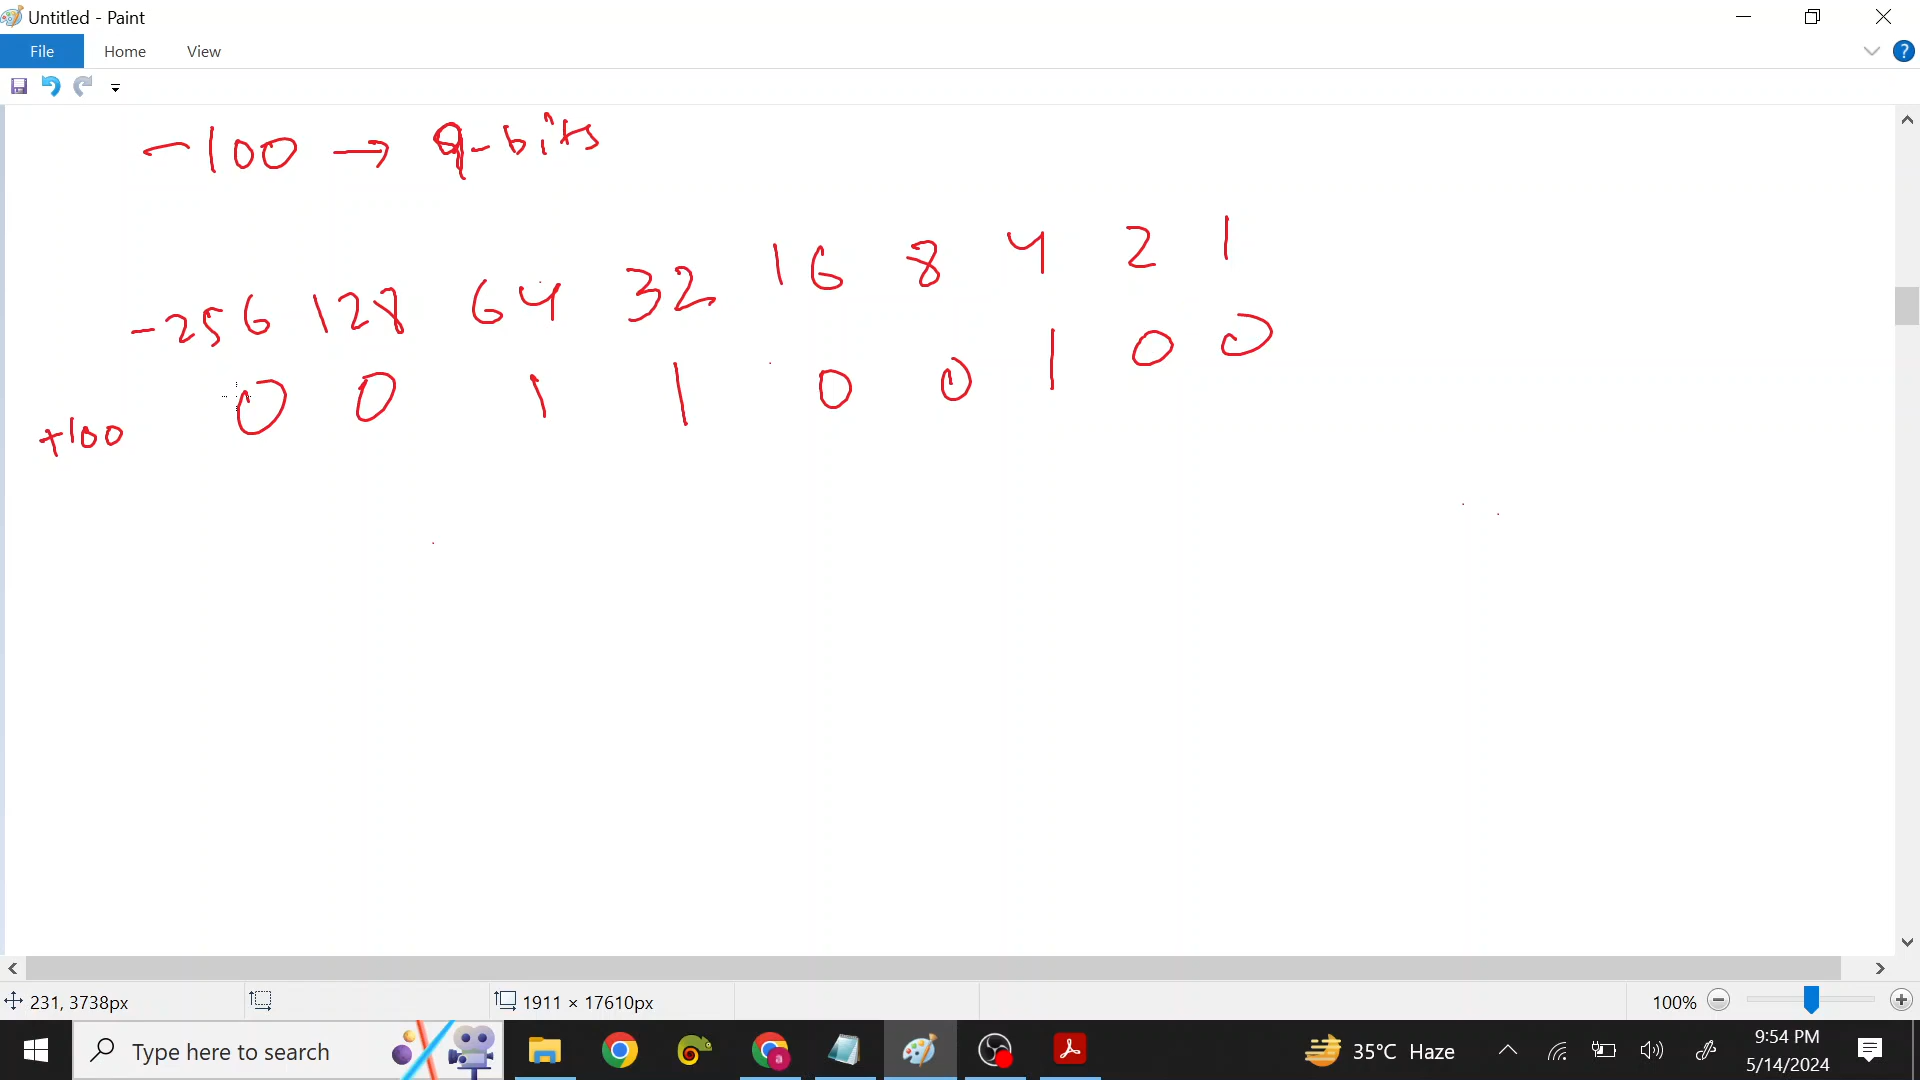 Untitled - Paint
File Home View
-100 → 9-bits
-256 128 64 32 16 8 4 2 1
+100 0 0 1 1 0 0 1 0 0
231, 3738px 1911 × 17610px 100%
Type here to search 35°C Haze 9:54 PM
5/14/2024